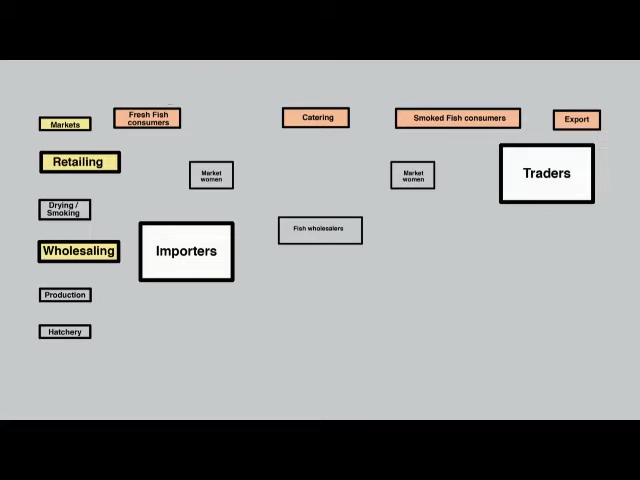 Markets
Fresh Fish
consumers
Catering
Smoked Fish consumers
Export
Retailing
Market
women
Market
women
Traders
Drying /
Smoking
Fish wholesalers
Wholesaling
Importers
Production
Hatchery